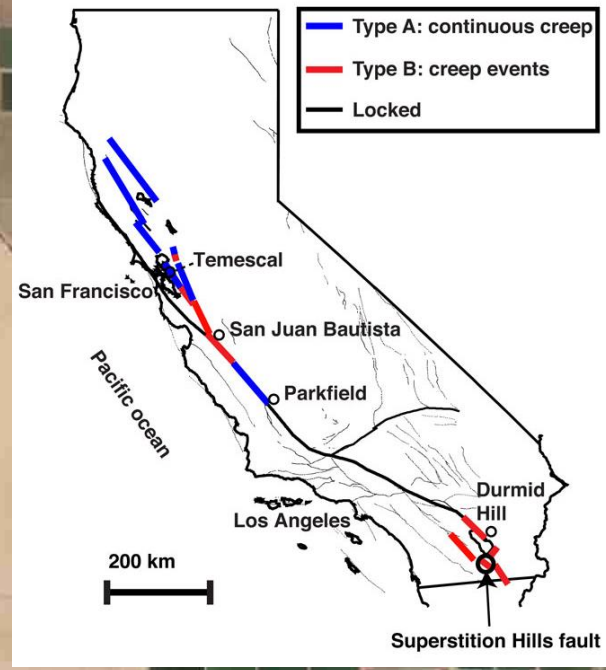 Type A: continuous creep
Type B: creep events
Locked
Temescal
San Francisco
San Juan Bautista
Pacific ocean
Parkfield
Durmid
Hill
Los Angeles
200 km
Superstition Hills fault